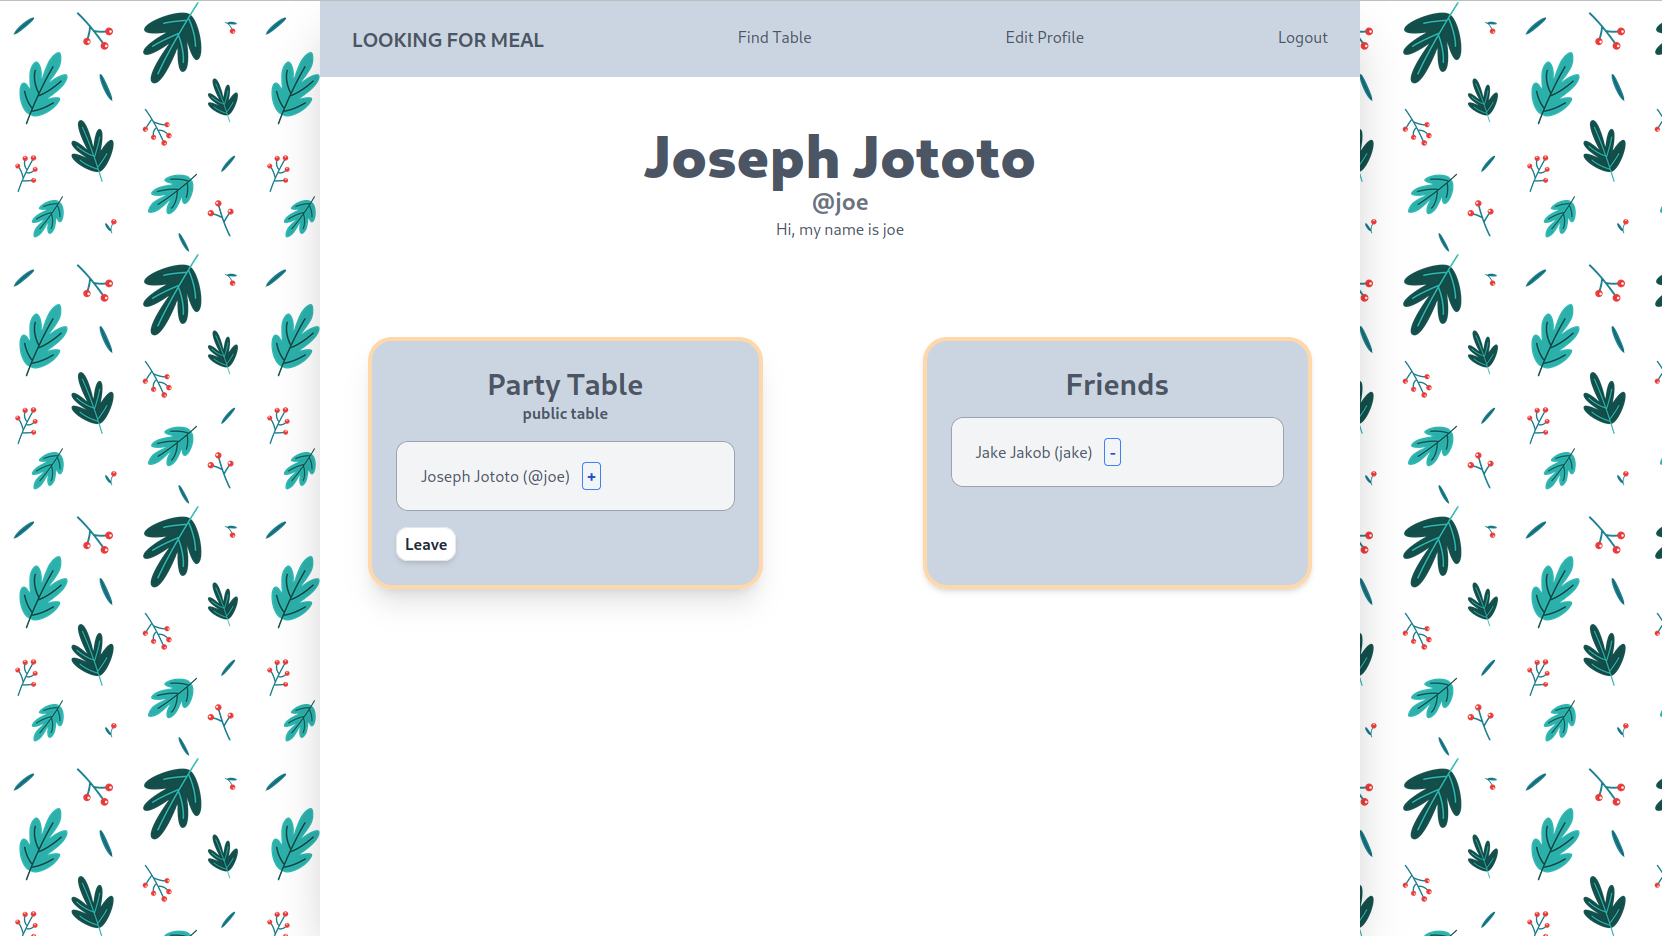 LOOKING FOR MEAL
Find Table
Edit Profile
Logout
Joseph Jototo
@joe
Hi, my name is joe
Party Table
public table
Joseph Jototo (@joe) +
Leave
Friends
Jake Jakob (jake) -